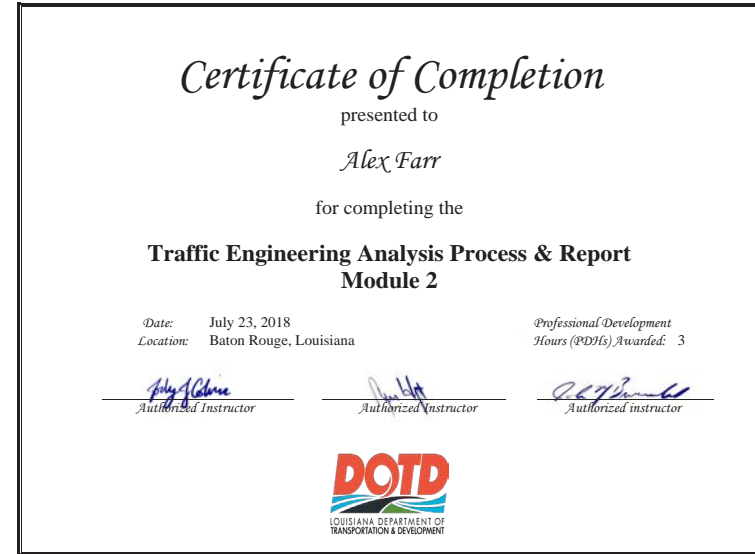 Certificate of Completion
presented to
Alex Farr
for completing the
Traffic Engineering Analysis Process & Report
Module 2
Date: July 23, 2018
Location: Baton Rouge, Louisiana
Professional Development
Hours (PDHs) Awarded: 3
Authorized Instructor
Authorized Instructor
Authorized instructor
DOTD
LOUISIANA DEPARTMENT OF
TRANSPORTATION & DEVELOPMENT